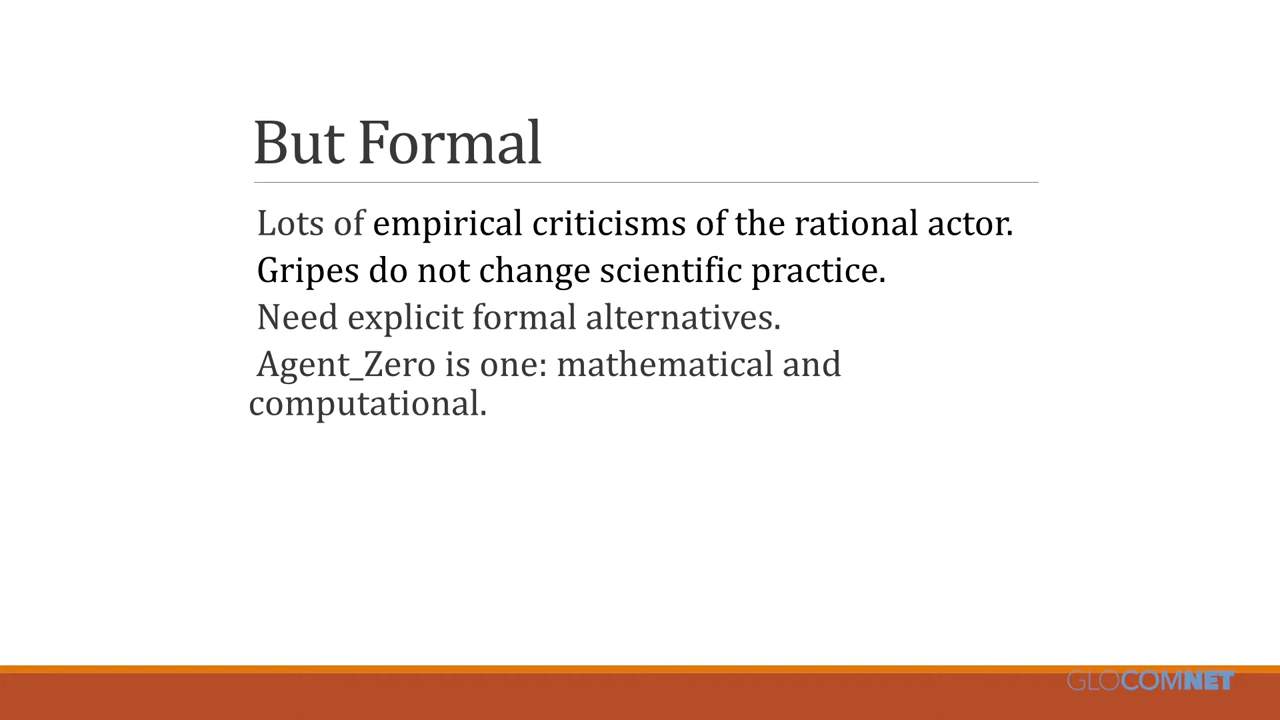 But Formal
Lots of empirical criticisms of the rational actor.
Gripes do not change scientific practice.
Need explicit formal alternatives.
Agent_Zero is one: mathematical and
computational.
GLOCOMNET